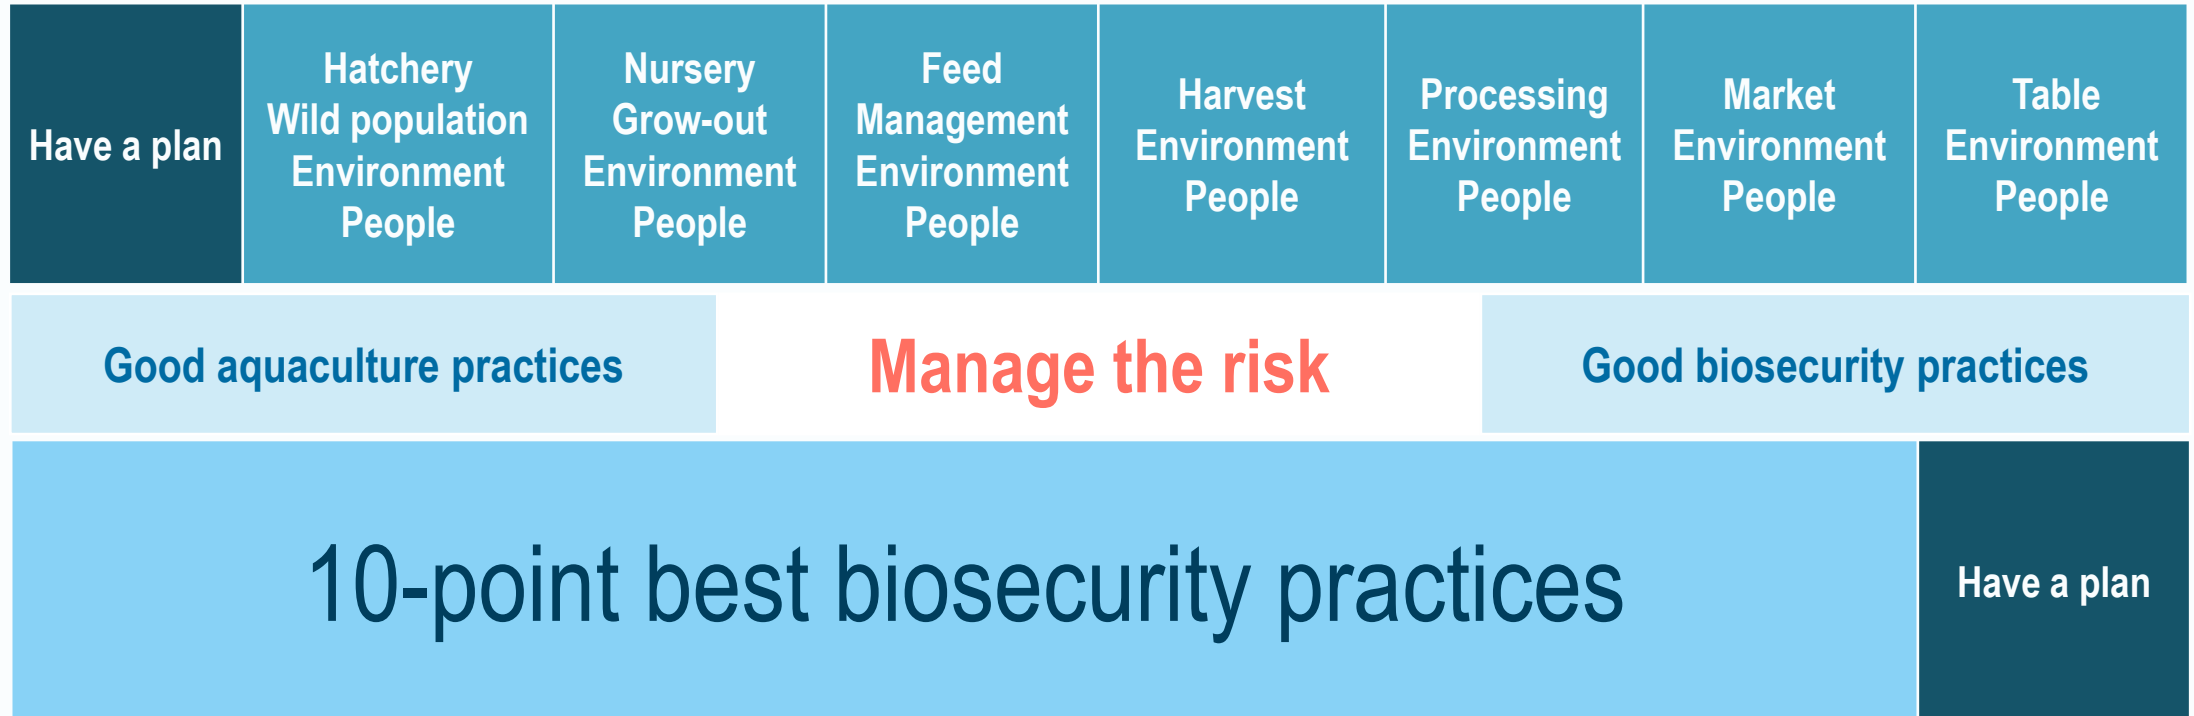 Have a plan
Hatchery
Wild population
Environment
People
Nursery
Grow-out
Environment
People
Feed
Management
Environment
People
Harvest
Environment
People
Processing
Environment
People
Market
Environment
People
Table
Environment
People
Good aquaculture practices
Manage the risk
Good biosecurity practices
10-point best biosecurity practices
Have a plan